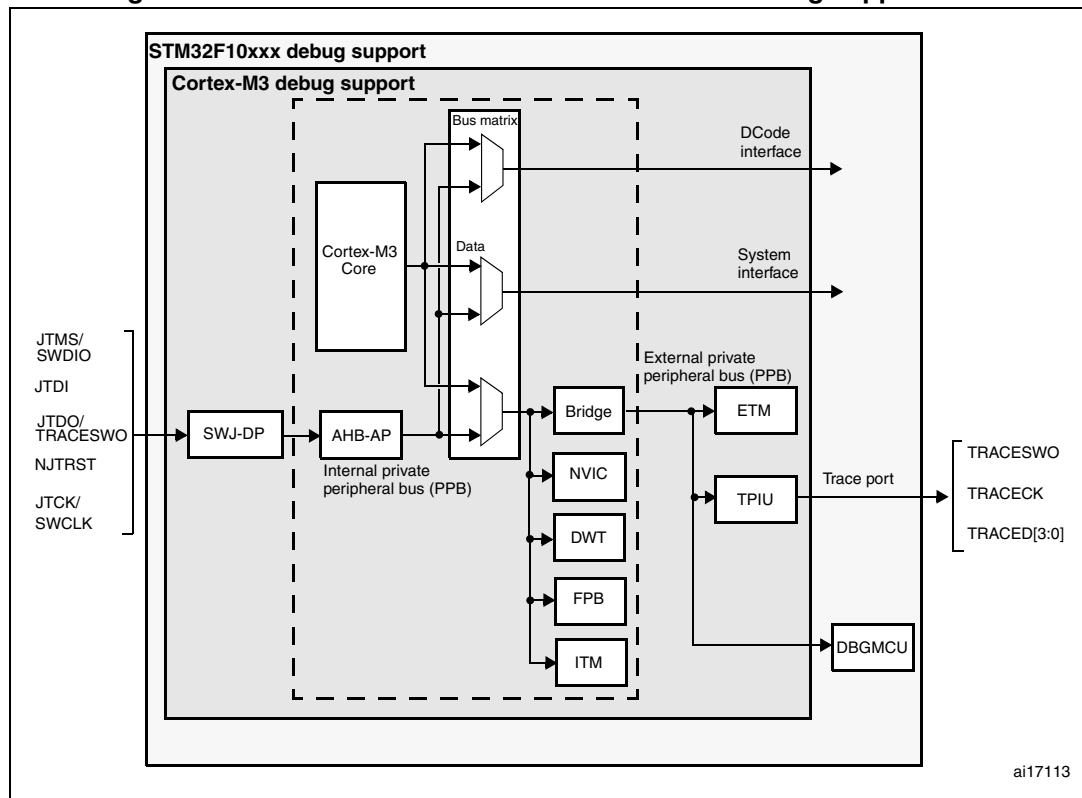 STM32F10xxx debug support
Cortex-M3 debug support
Bus matrix
DCode
interface
Cortex-M3
Core
Data
System
interface
JTMS/
SWDIO
JTDI
JTDO/
TRACESWO
NJTRST
JTCK/
SWCLK
SWJ-DP
AHB-AP
Internal private
peripheral bus (PPB)
External private
peripheral bus (PPB)
Bridge
NVIC
DWT
FPB
ITM
ETM
TPIU
Trace port
TRACESWO
TRACECK
TRACED[3:0]
DBGMCU
ai17113